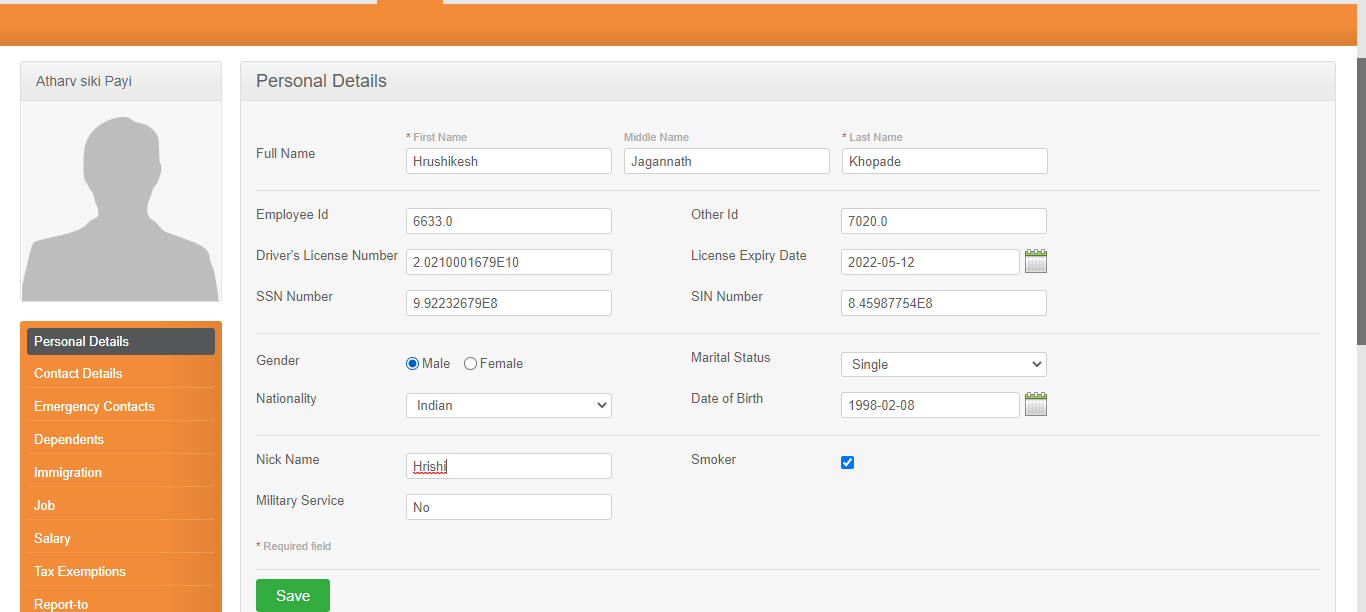 Atharv siki Payi
Personal Details
* First Name Middle Name * Last Name
Full Name Hrushikesh Jagannath Khopade
Employee Id 6633.0 Other Id 7020.0
Driver's License Number 2.0210001679E10 License Expiry Date 2022-05-12
SSN Number 9.92232679E8 SIN Number 8.45987754E8
Gender Male Female Marital Status Single
Nationality Indian Date of Birth 1998-02-08
Nick Name Hrishi Smoker
Military Service No
* Required field
Save
Personal Details
Contact Details
Emergency Contacts
Dependents
Immigration
Job
Salary
Tax Exemptions
Report-to